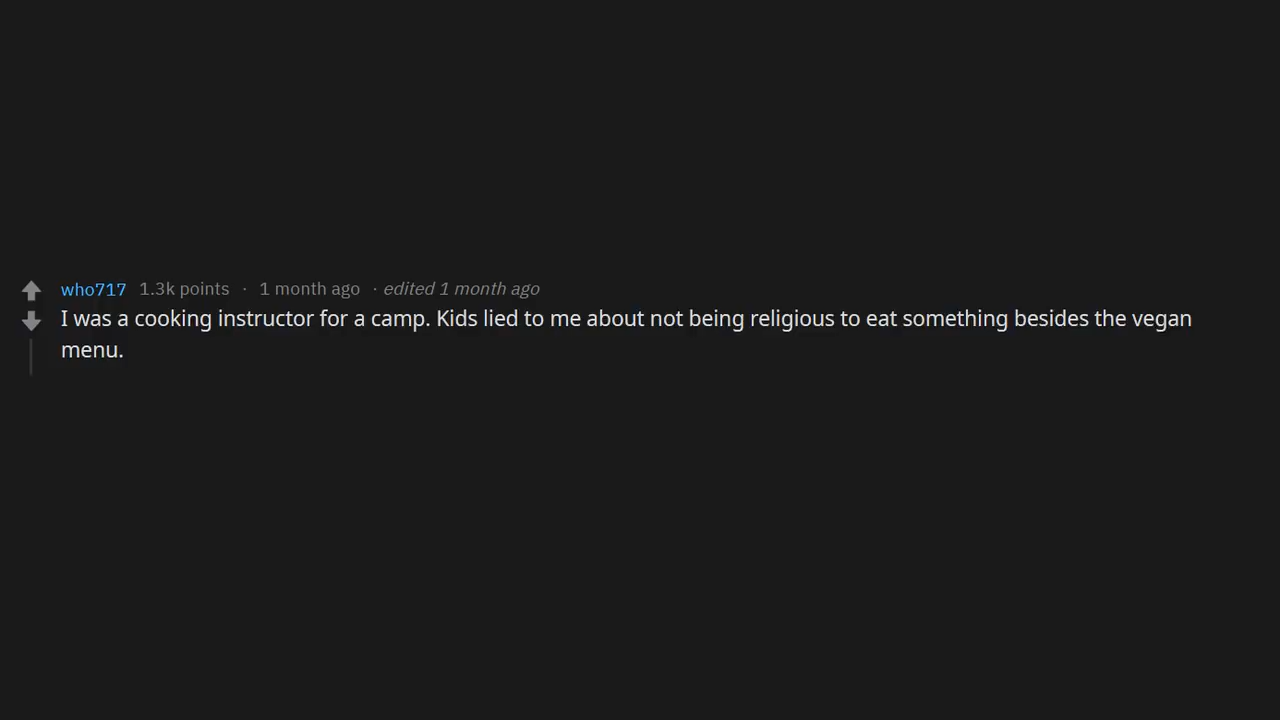 who717 1.3k points · 1 month ago · edited 1 month ago
I was a cooking instructor for a camp. Kids lied to me about not being religious to eat something besides the vegan
menu.